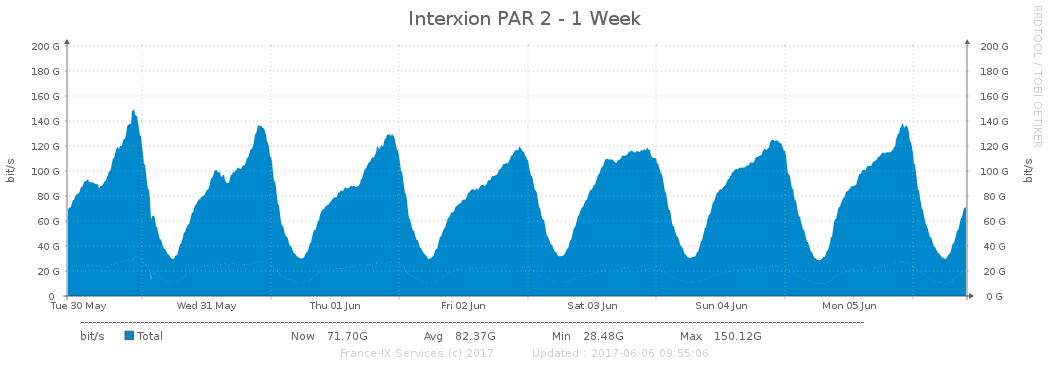 Interxion PAR 2 - 1 Week
RRDTOOL / TOBI OETIKER
bit/s
200 G
180 G
160 G
140 G
120 G
100 G
80 G
60 G
40 G
20 G
0
200 G
180 G
160 G
140 G
120 G
100 G
80 G
60 G
40 G
20 G
0 G
bit/s
Tue 30 May Wed 31 May Thu 01 Jun Fri 02 Jun Sat 03 Jun Sun 04 Jun Mon 05 Jun
bit/s Total Now 71.70G Avg 82.37G Min 28.48G Max 150.12G
France-IX Services (c) 2017 Updated : 2017-06-06 09:55:06